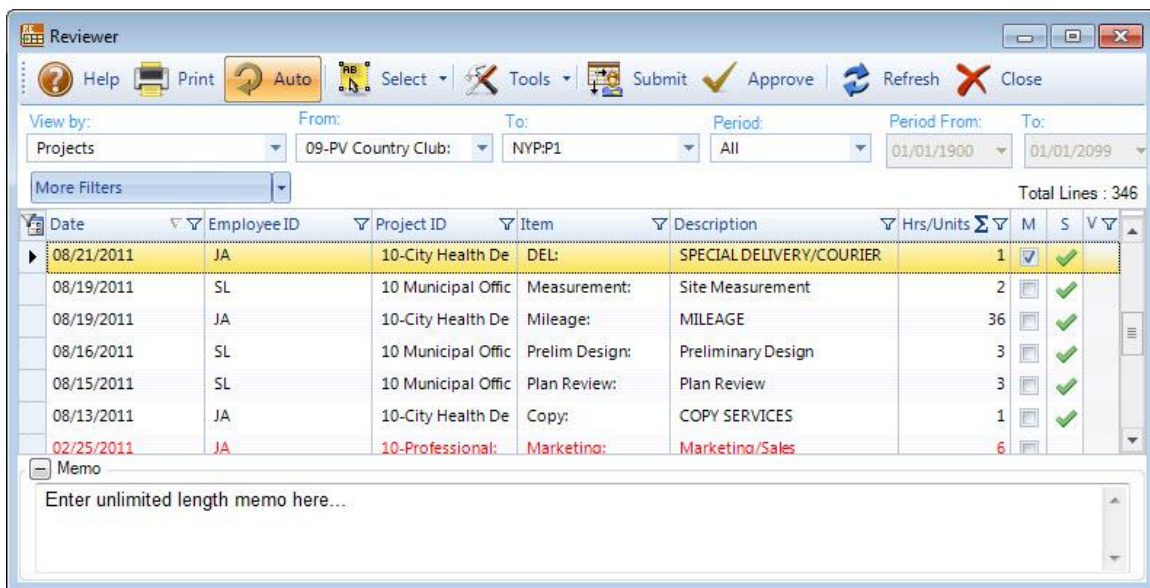 Reviewer
Help Print Auto Select Tools Submit Approve Refresh Close
View by: From: To: Period: Period From: To:
Projects 09-PV Country Club: NYP:P1 All 01/01/1900 01/01/2099
More Filters Total Lines : 346
Date Employee ID Project ID Item Description Hrs/Units Σ M S V
08/21/2011 JA 10-City Health De DEL: SPECIAL DELIVERY/COURIER 1
08/19/2011 SL 10 Municipal Offic Measurement: Site Measurement 2
08/19/2011 JA 10-City Health De Mileage: MILEAGE 36
08/16/2011 SL 10 Municipal Offic Prelim Design: Preliminary Design 3
08/15/2011 SL 10 Municipal Offic Plan Review: Plan Review 3
08/13/2011 JA 10-City Health De Copy: COPY SERVICES 1
02/25/2011 JA 10-Professional: Marketing: Marketing/Sales 6
Memo
Enter unlimited length memo here...